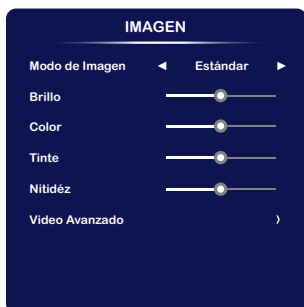 IMAGEN
Modo de Imagen ◄ Estándar ►
Brillo
Color
Tinte
Nitidéz
Video Avanzado 〉